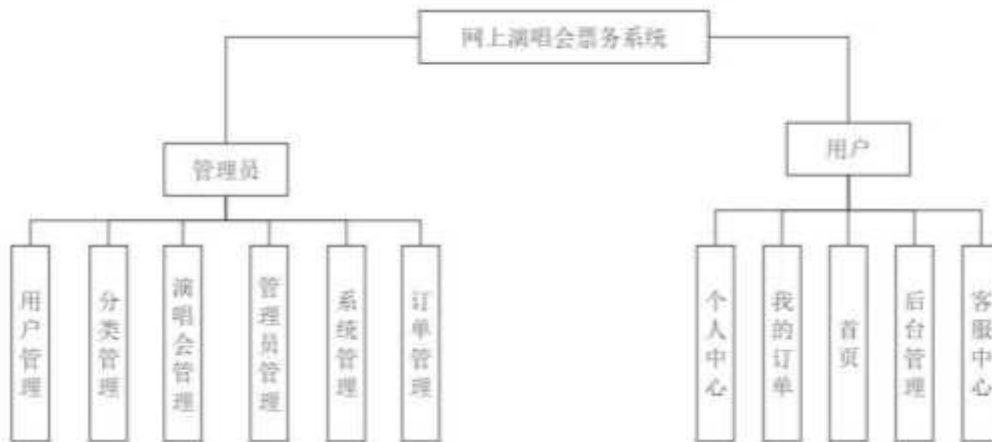 网上演唱会票务系统
管理员
用户
用户管理
分类管理
演唱会管理
管理员管理
系统管理
订单管理
个人中心
我的订单
首页
后台管理
客服中心